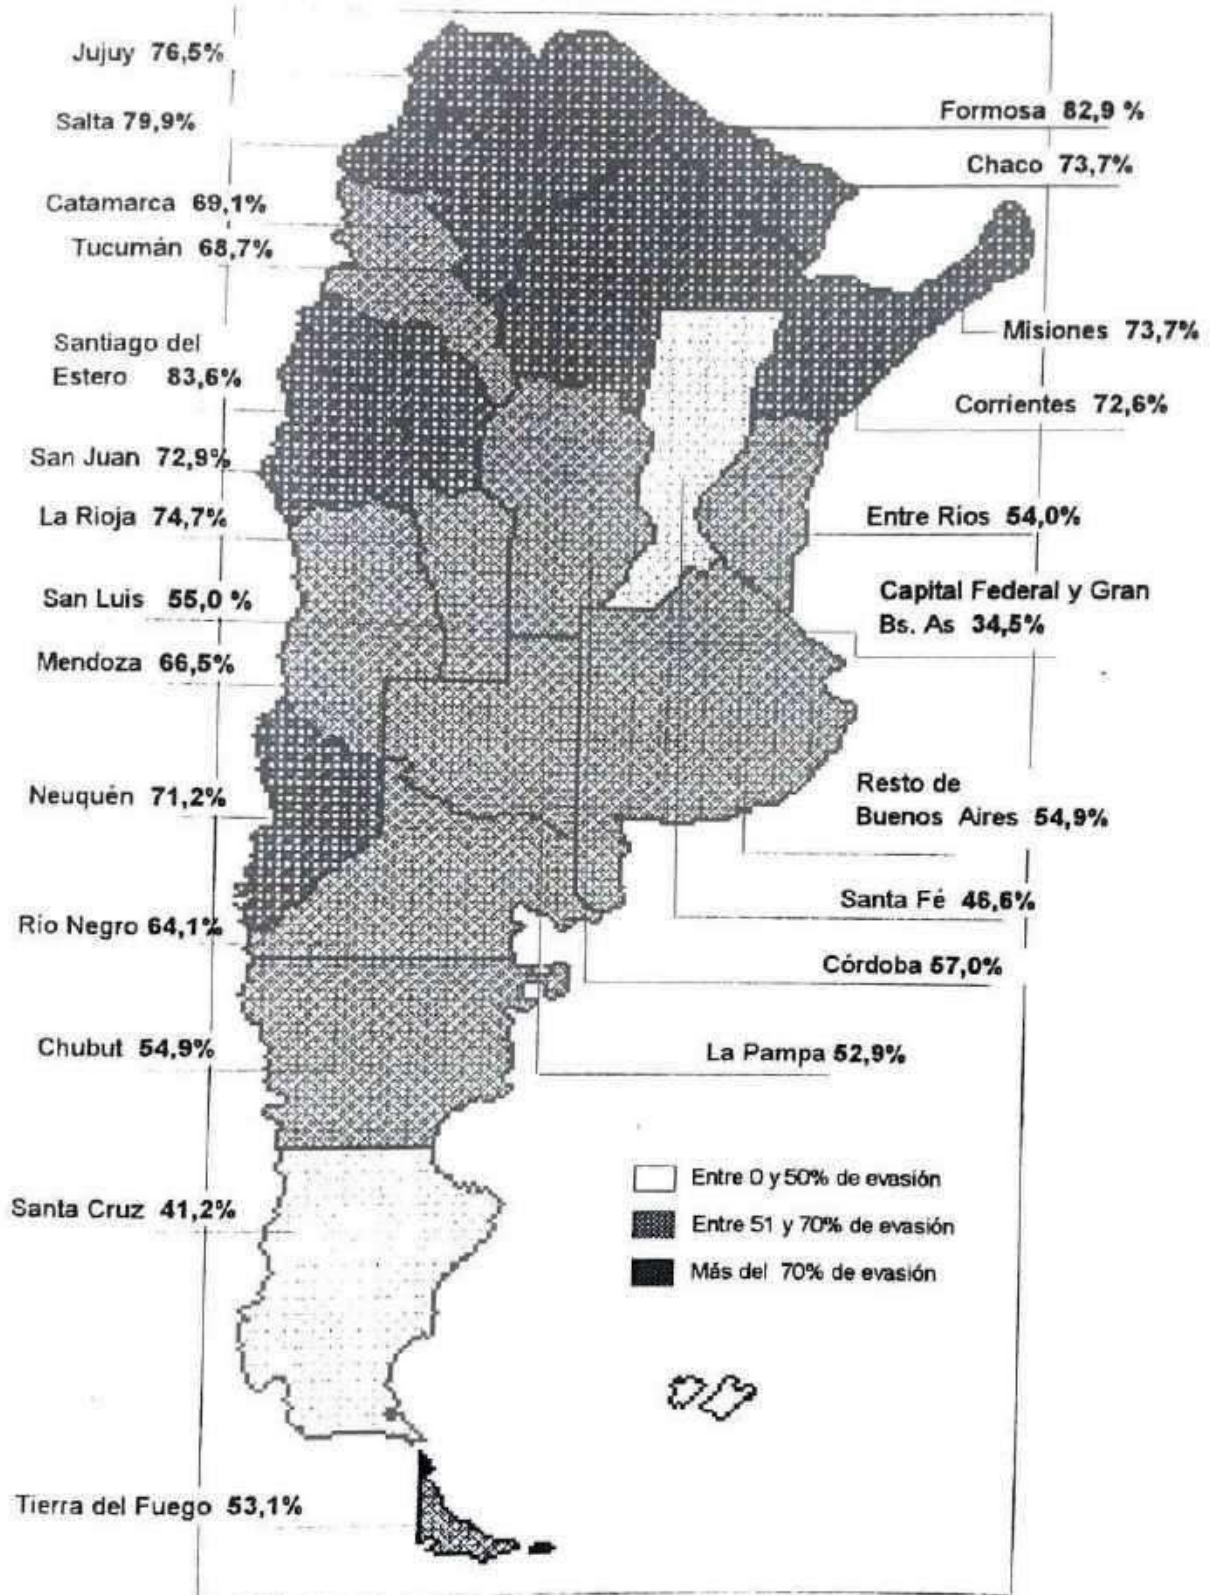 Jujuy 76,5%
Salta 79,9%
Catamarca 69,1%
Tucumán 68,7%
Santiago del
Estero 83,6%
San Juan 72,9%
La Rioja 74,7%
San Luis 55,0 %
Mendoza 66,5%
Neuquén 71,2%
Río Negro 64,1%
Chubut 54,9%
Santa Cruz 41,2%
Tierra del Fuego 53,1%
Formosa 82,9 %
Chaco 73,7%
Misiones 73,7%
Corrientes 72,6%
Entre Rios 54,0%
Capital Federal y Gran
Bs. As 34,5%
Resto de
Buenos Aires 54,9%
Santa Fé 46,6%
Córdoba 57,0%
La Pampa 52,9%
Entre 0 y 50% de evasión
Entre 51 y 70% de evasión
Más del 70% de evasión